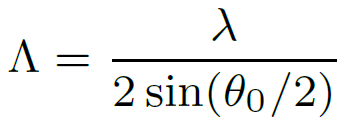 Λ = λ / (2 sin(θ₀/2))